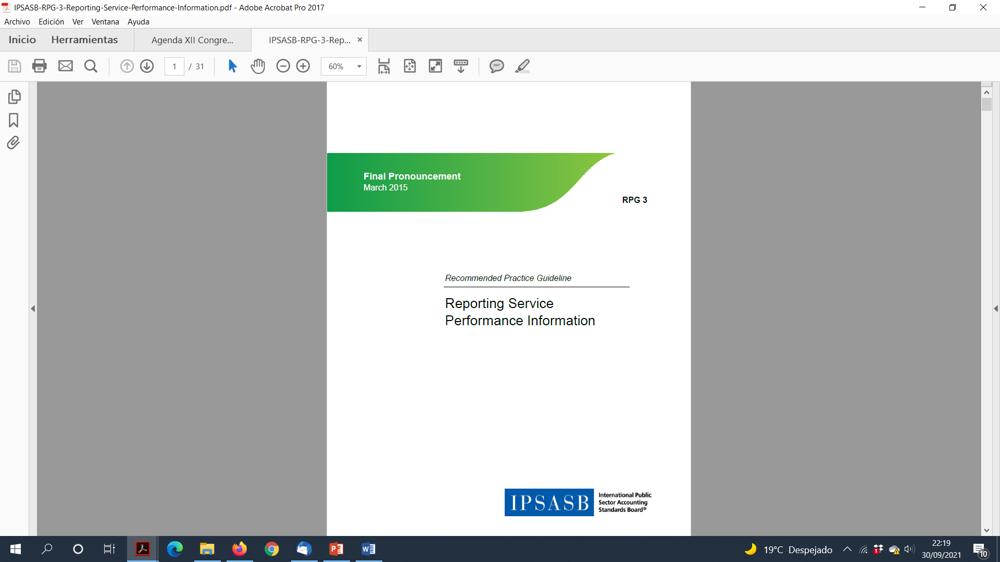 IPSASB-RPG-3-Reporting-Service-Performance-Information.pdf - Adobe Acrobat Pro 2017
Archivo Edición Ver Ventana Ayuda
Inicio Herramientas Agenda XII Congre... IPSASB-RPG-3-Rep... ×
1 / 31 60%
Final Pronouncement
March 2015
RPG 3
Recommended Practice Guideline
Reporting Service
Performance Information
IPSASB
International Public
Sector Accounting
Standards Board®
19°C Despejado
22:19
30/09/2021
10
1